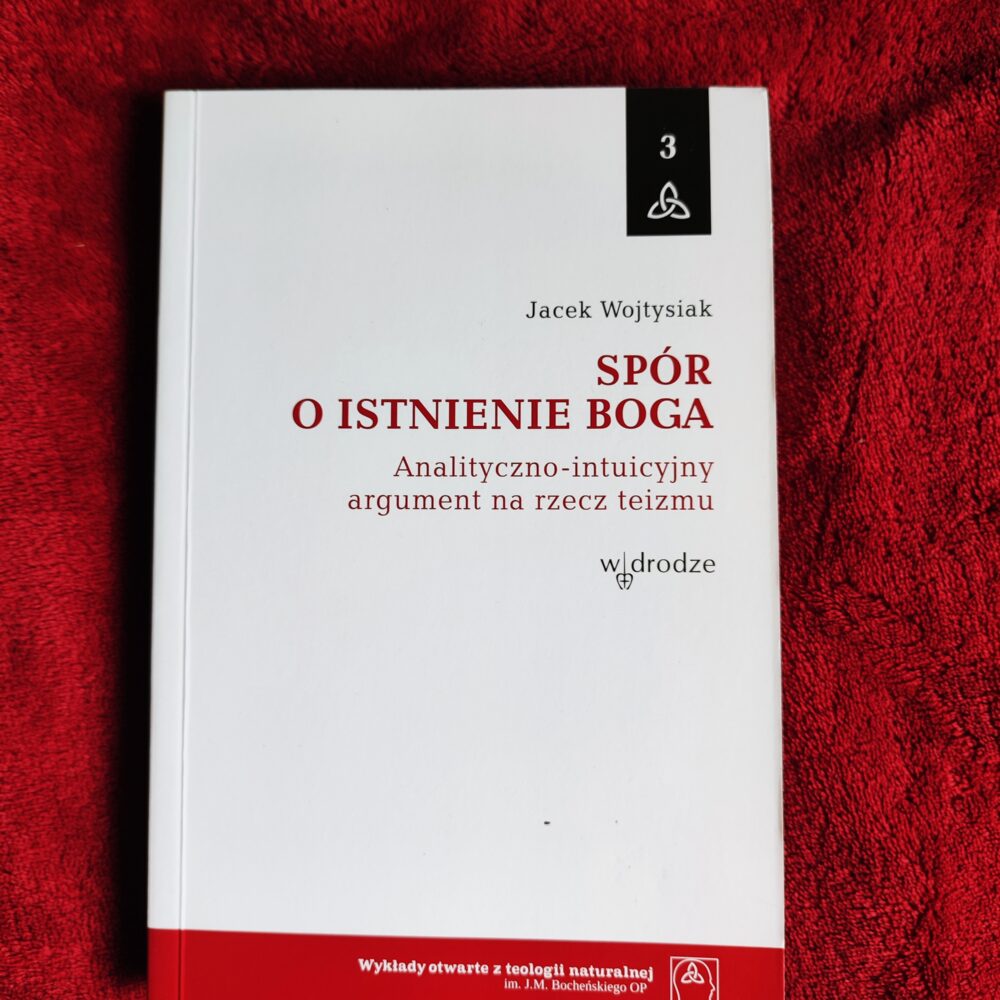 3
Jacek Wojtysiak
SPÓR
O ISTNIENIE BOGA
Analityczno-intuicyjny
argument na rzecz teizmu
w drodze
Wykłady otwarte z teologii naturalnej
im. J.M. Bocheńskiego OP